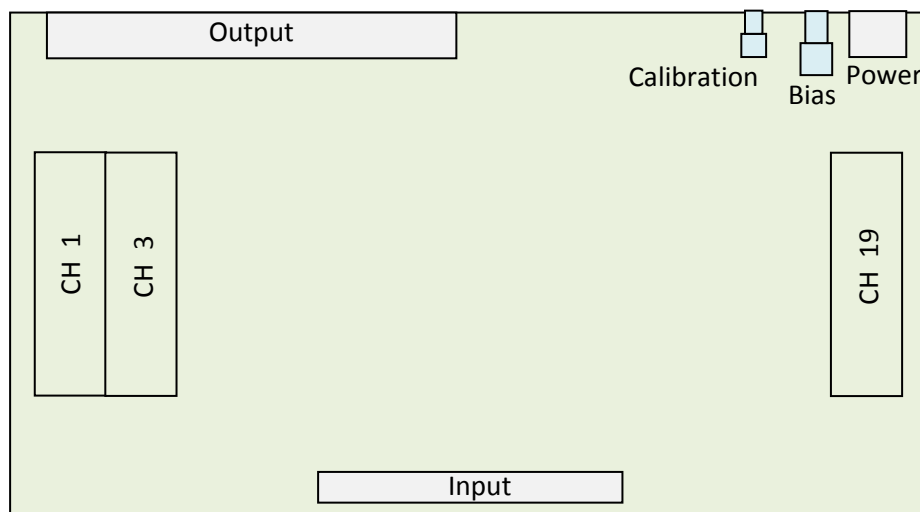 Output
Calibration
Bias
Power
CH 1
CH 3
CH 19
Input